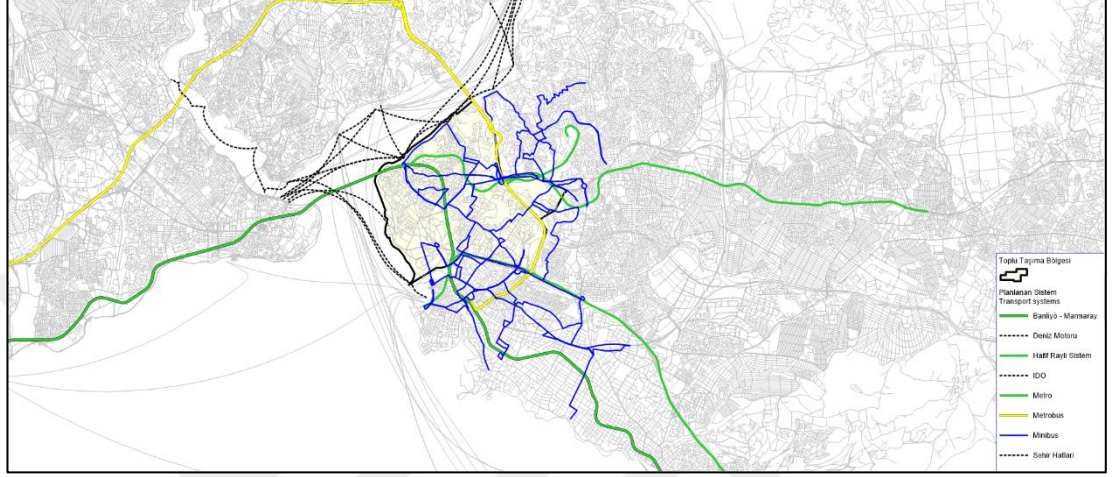 Toplu Taşıma Bölgesi
Planlanan Sistem
Transport systems
Banliyö - Marmaray
Deniz Motoru
Hafif Raylı Sistem
IDO
Metro
Metrobus
Minibus
Sehir Hatlari